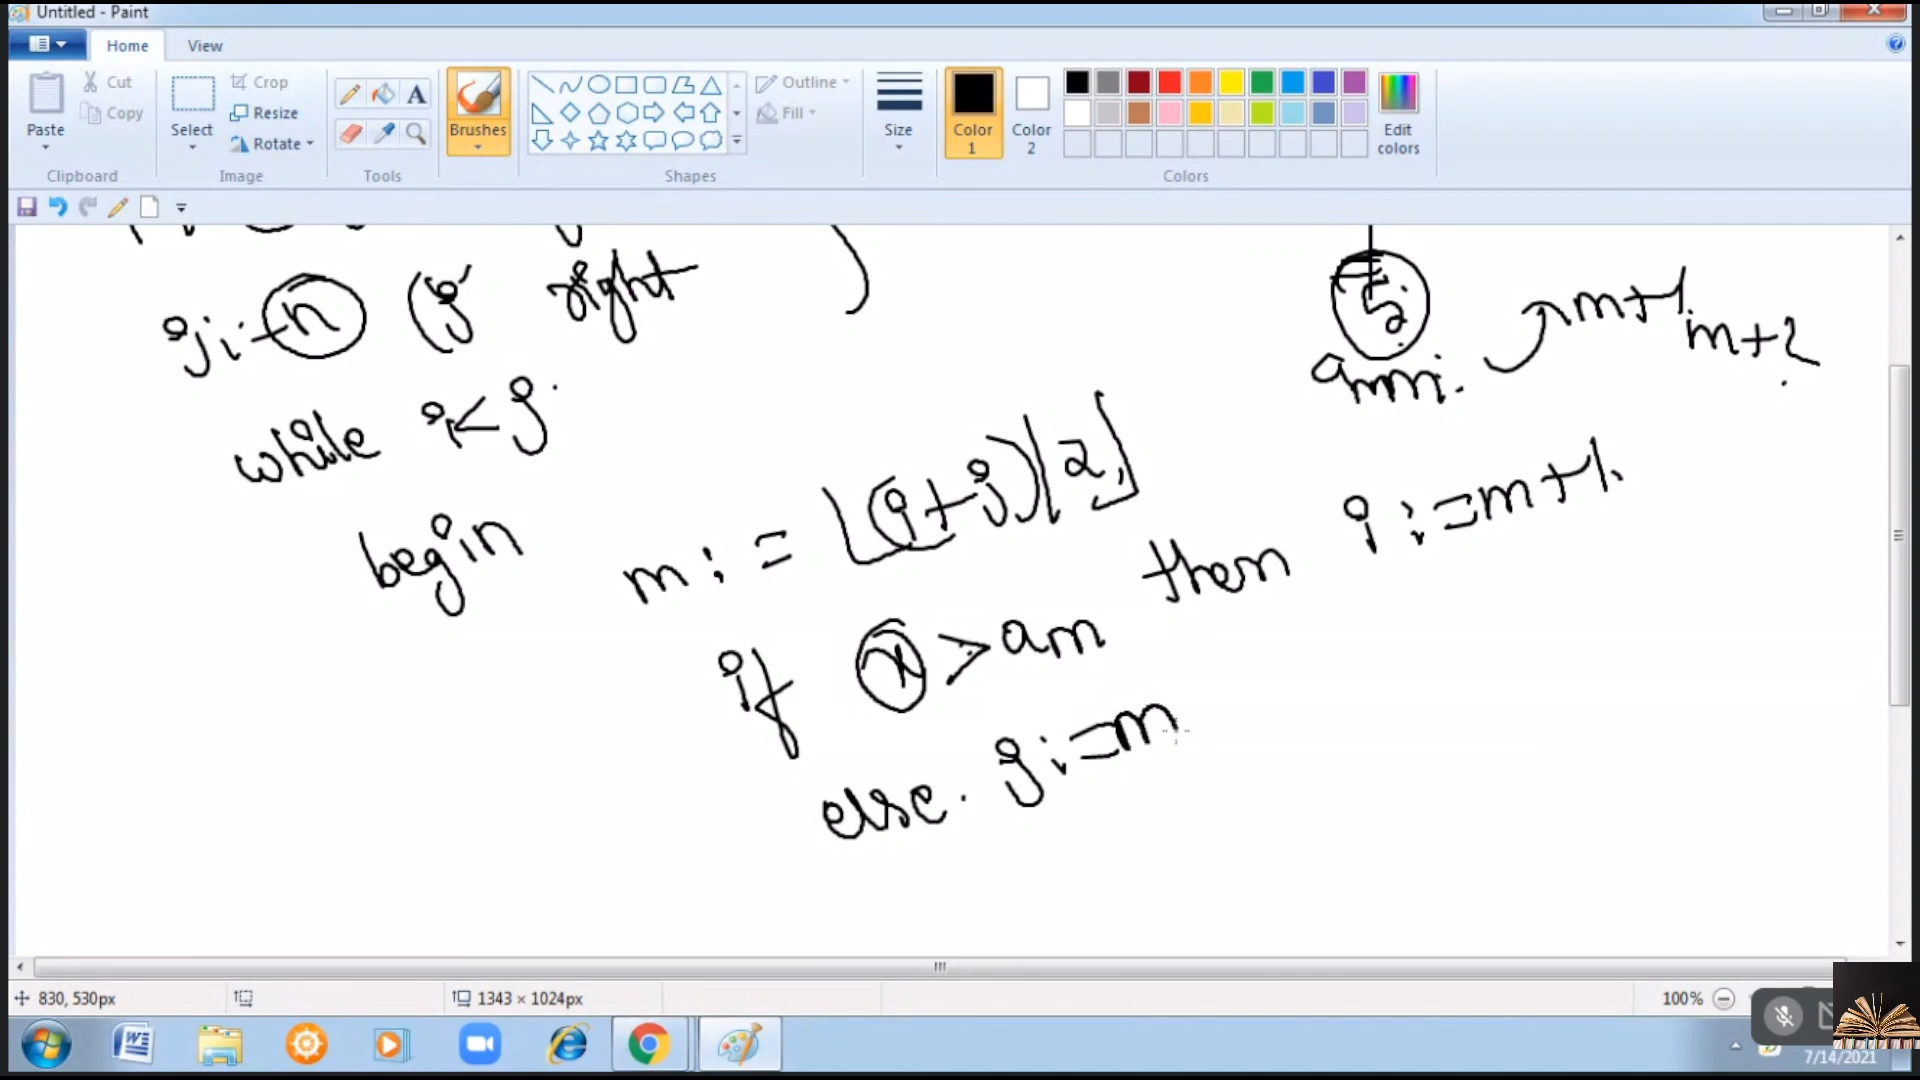 Untitled - Paint
Home View
Paste
Cut
Copy
Clipboard
Select
Crop
Resize
Rotate
Image
Tools
Brushes
Shapes
Outline
Fill
Size
Color 1
Color 2
Edit colors
Colors
j:=n (j right )
while i<j
begin
m := ⌊(i+j)/2⌋
if x > am then i:=m+1.
else. j:=m
5
am. m+1.
m+2
830, 530px
1343 × 1024px
100%
7/14/2021